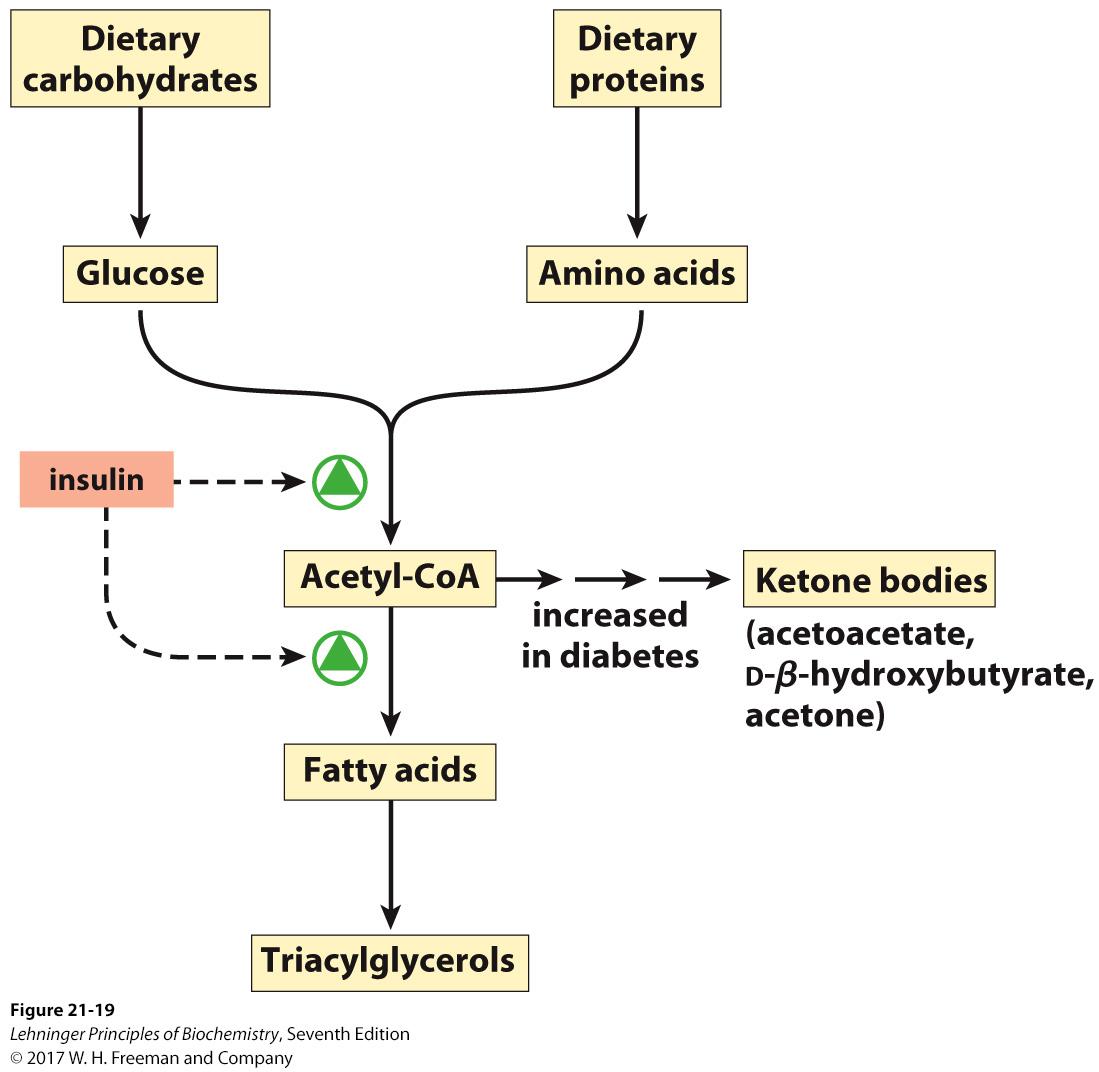 Dietary
carbohydrates
Dietary
proteins
Glucose
Amino acids
insulin
Acetyl-CoA
increased
in diabetes
Ketone bodies
(acetoacetate,
D-β-hydroxybutyrate,
acetone)
Fatty acids
Triacylglycerols
Figure 21-19
Lehninger Principles of Biochemistry, Seventh Edition
© 2017 W. H. Freeman and Company